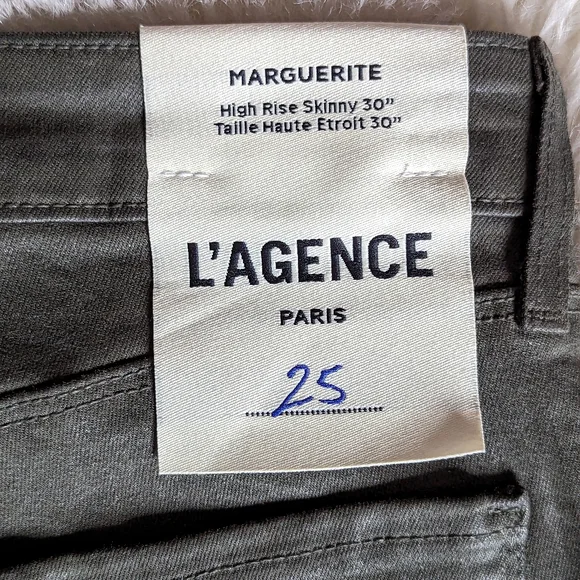 MARGUERITE
High Rise Skinny 30”
Taille Haute Etroit 30”
L'AGENCE
PARIS
25